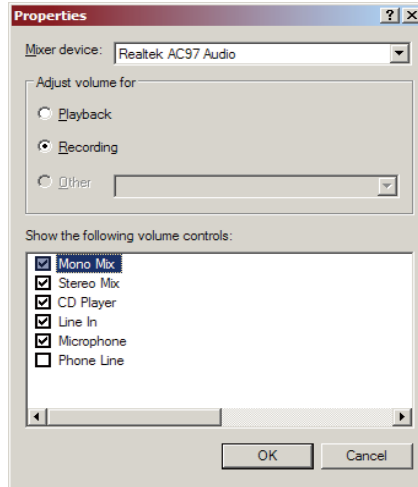 Properties
Mixer device: Realtek AC97 Audio
Adjust volume for
Playback
Recording
Other
Show the following volume controls:
Mono Mix
Stereo Mix
CD Player
Line In
Microphone
Phone Line
OK Cancel